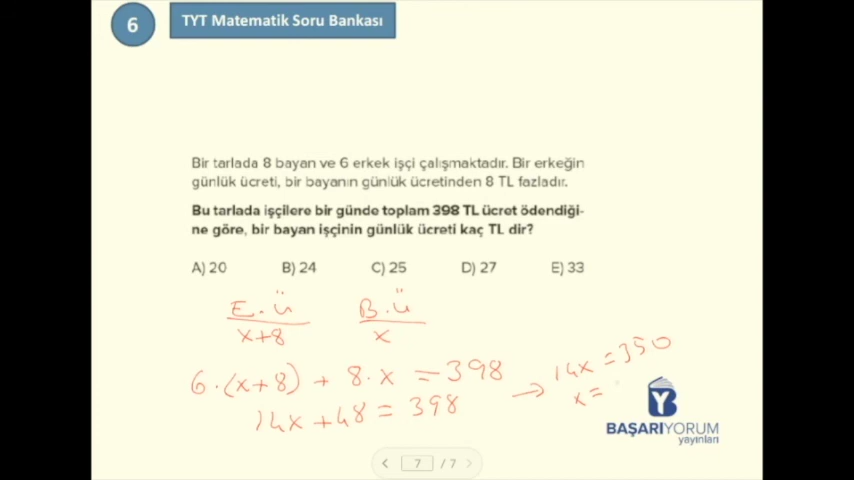 6
TYT Matematik Soru Bankası
Bir tarlada 8 bayan ve 6 erkek işçi çalışmaktadır. Bir erkeğin
günlük ücreti, bir bayanın günlük ücretinden 8 TL fazladır.
Bu tarlada işçilere bir günde toplam 398 TL ücret ödendiği-
ne göre, bir bayan işçinin günlük ücreti kaç TL dir?
A) 20 B) 24 C) 25 D) 27 E) 33
E.Ü B.Ü
x+8 x
6.(x+8) + 8.x = 398
14x+48 = 398
→ 14x = 350
x =
BAŞARIYORUM
yayınları
7 / 7